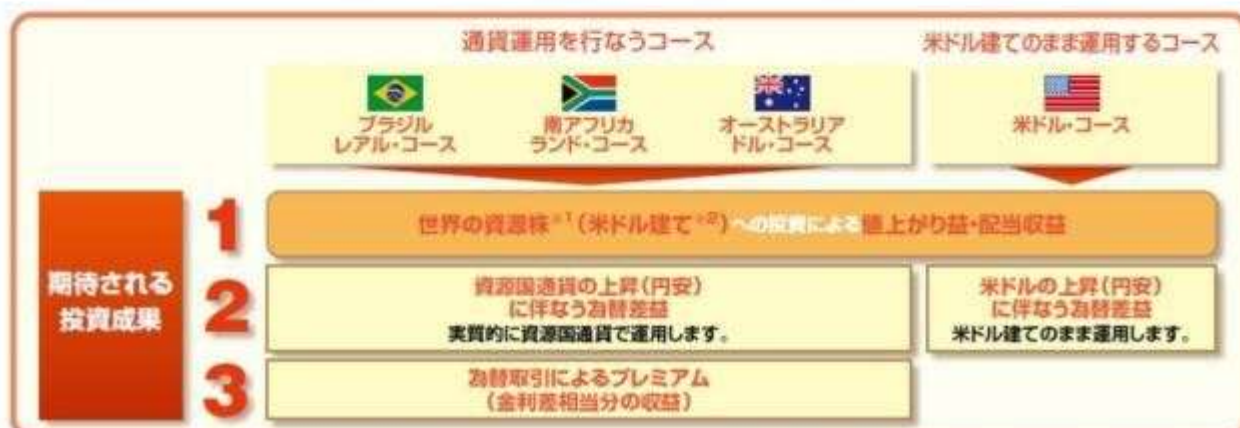 通貨運用を行なうコース
米ドル建てのまま運用するコース
ブラジル
レアル・コース
南アフリカ
ランド・コース
オーストラリア
ドル・コース
米ドル・コース
期待される
投資成果
1
世界の資源株※1(米ドル建て※2)への投資による値上がり益・配当収益
2
資源国通貨の上昇(円安)
に伴なう為替差益
実質的に資源国通貨で運用します。
米ドルの上昇(円安)
に伴なう為替差益
米ドル建てのまま運用します。
3
為替取引によるプレミアム
(金利差相当分の収益)